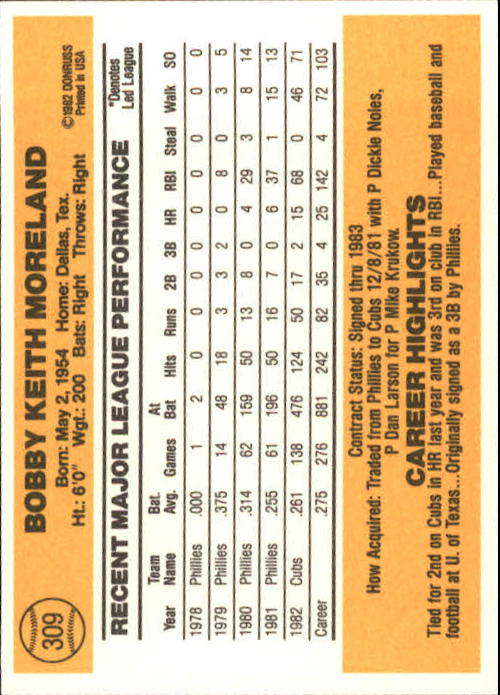 309
BOBBY KEITH MORELAND
Born: May 2, 1954 Home: Dallas, Tex.
Ht.: 6'0" Wgt.: 200 Bats: Right Throws: Right
©1982 DONRUSS
Printed in USA
RECENT MAJOR LEAGUE PERFORMANCE
*Denotes
Led League
Team Bat. At
Year Name Avg. Games Bat Hits Runs 2B 3B HR RBI Steal Walk SO
1978 Phillies .000 1 2 0 0 0 0 0 0 0 0 0
1979 Phillies .375 14 48 18 3 3 2 0 8 0 3 5
1980 Phillies .314 62 159 50 13 8 0 4 29 3 8 14
1981 Phillies .255 61 196 50 16 7 0 6 37 1 15 13
1982 Cubs .261 138 476 124 50 17 2 15 68 0 46 71
Career .275 276 881 242 82 35 4 25 142 4 72 103
Contract Status: Signed thru 1983
How Acquired: Traded from Phillies to Cubs 12/8/81 with P Dickie Noles,
P Dan Larson for P Mike Krukow.
CAREER HIGHLIGHTS
Tied for 2nd on Cubs in HR last year and was 3rd on club in RBI...Played baseball and
football at U. of Texas...Originally signed as a 3B by Phillies.